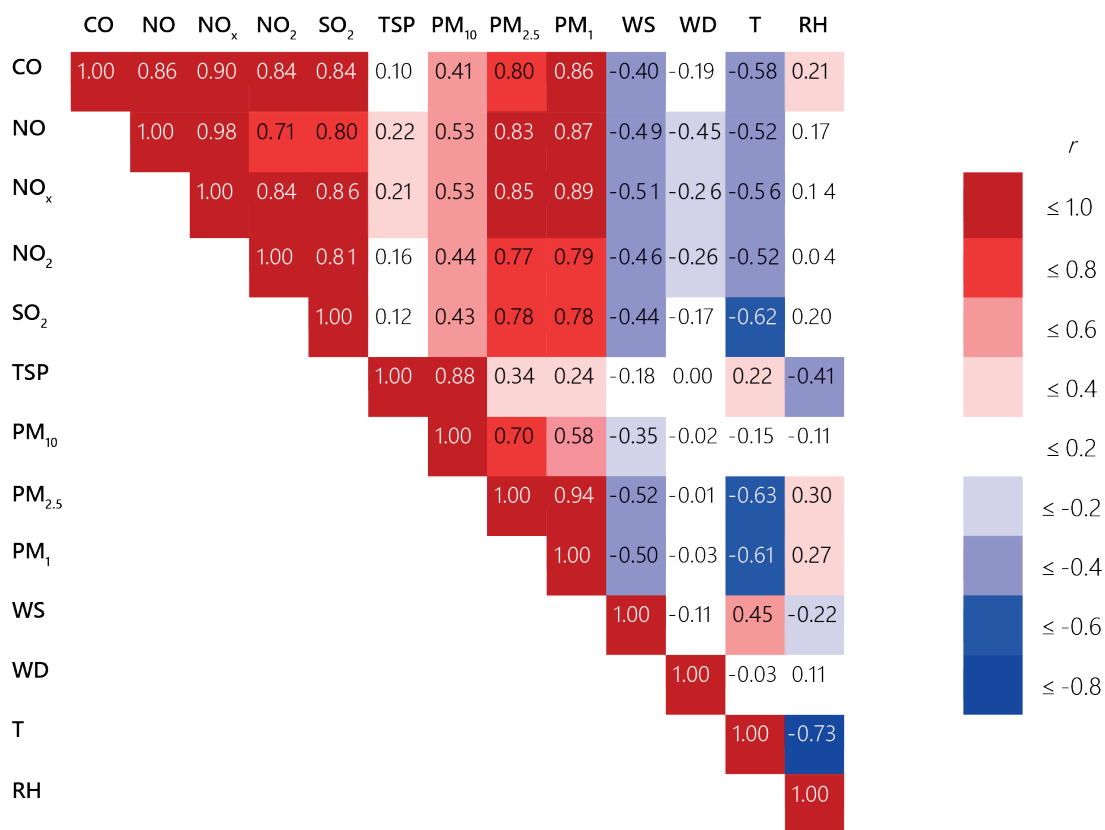 CO NO NOx NO2 SO2 TSP PM10 PM2.5 PM1 WS WD T RH
CO 1.00 0.86 0.90 0.84 0.84 0.10 0.41 0.80 0.86 -0.40 -0.19 -0.58 0.21
NO 1.00 0.98 0.71 0.80 0.22 0.53 0.83 0.87 -0.49 -0.45 -0.52 0.17
r
NOx 1.00 0.84 0.86 0.21 0.53 0.85 0.89 -0.51 -0.26 -0.56 0.14
≤ 1.0
NO2 1.00 0.81 0.16 0.44 0.77 0.79 -0.46 -0.26 -0.52 0.04
≤ 0.8
SO2 1.00 0.12 0.43 0.78 0.78 -0.44 -0.17 -0.62 0.20
≤ 0.6
TSP 1.00 0.88 0.34 0.24 -0.18 0.00 0.22 -0.41
≤ 0.4
PM10 1.00 0.70 0.58 -0.35 -0.02 -0.15 -0.11
≤ 0.2
PM2.5 1.00 0.94 -0.52 -0.01 -0.63 0.30
≤ -0.2
PM1 1.00 -0.50 -0.03 -0.61 0.27
≤ -0.4
WS 1.00 -0.11 0.45 -0.22
≤ -0.6
WD 1.00 -0.03 0.11
≤ -0.8
T 1.00 -0.73
RH 1.00